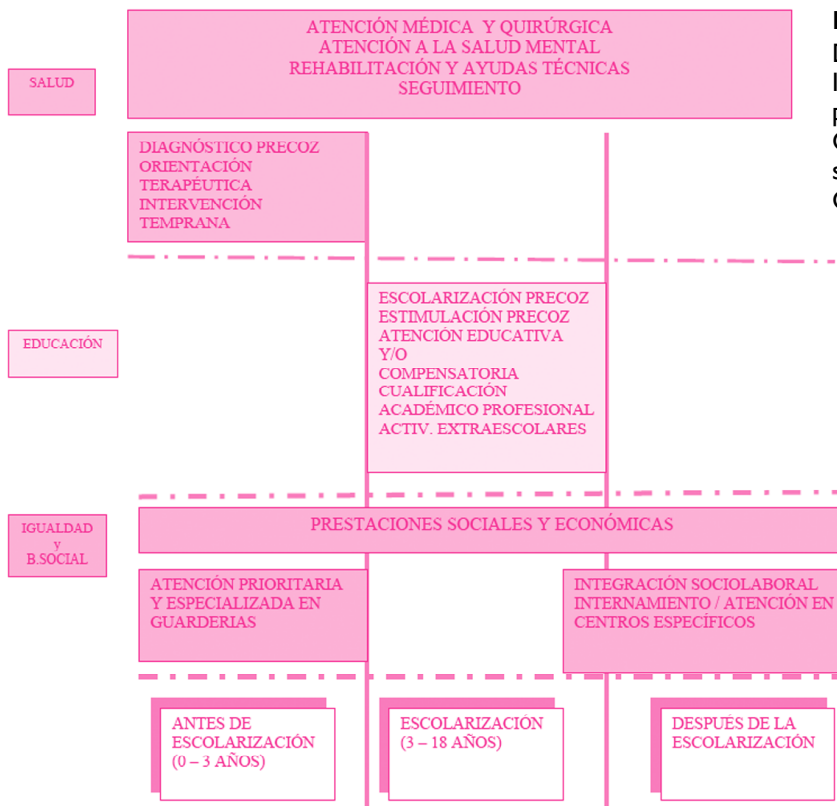 ATENCIÓN MÉDICA Y QUIRÚRGICA
ATENCIÓN A LA SALUD MENTAL
REHABILITACIÓN Y AYUDAS TÉCNICAS
SEGUIMIENTO
SALUD
DIAGNÓSTICO PRECOZ
ORIENTACIÓN
TERAPÉUTICA
INTERVENCIÓN
TEMPRANA
EDUCACIÓN
ESCOLARIZACIÓN PRECOZ
ESTIMULACIÓN PRECOZ
ATENCIÓN EDUCATIVA
Y/O
COMPENSATORIA
CUALIFICACIÓN
ACADÉMICO PROFESIONAL
ACTIV. EXTRAESCOLARES
IGUALDAD
y
B.SOCIAL
PRESTACIONES SOCIALES Y ECONÓMICAS
ATENCIÓN PRIORITARIA
Y ESPECIALIZADA EN
GUARDERIAS
INTEGRACIÓN SOCIOLABORAL
INTERNAMIENTO / ATENCIÓN EN
CENTROS ESPECÍFICOS
ANTES DE
ESCOLARIZACIÓN
(0 – 3 AÑOS)
ESCOLARIZACIÓN
(3 – 18 AÑOS)
DESPUÉS DE LA
ESCOLARIZACIÓN